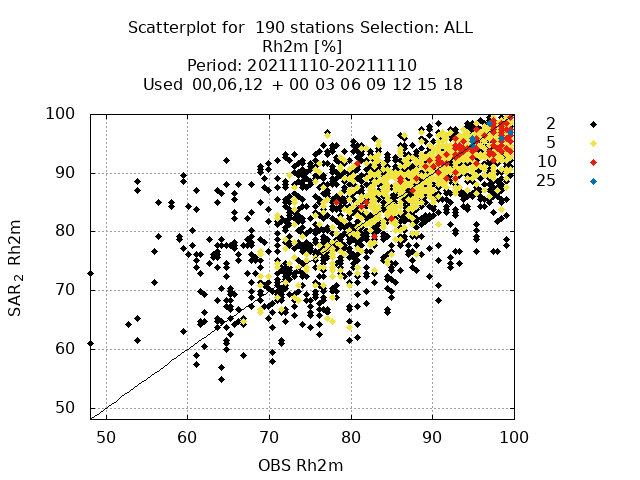 Scatterplot for  190 stations Selection: ALL
Rh2m [%]
Period: 20211110-20211110
Used  00,06,12  + 00 03 06 09 12 15 18
100
90
80
70
60
50
SAR2 Rh2m
50 60 70 80 90 100
OBS Rh2m
2
5
10
25